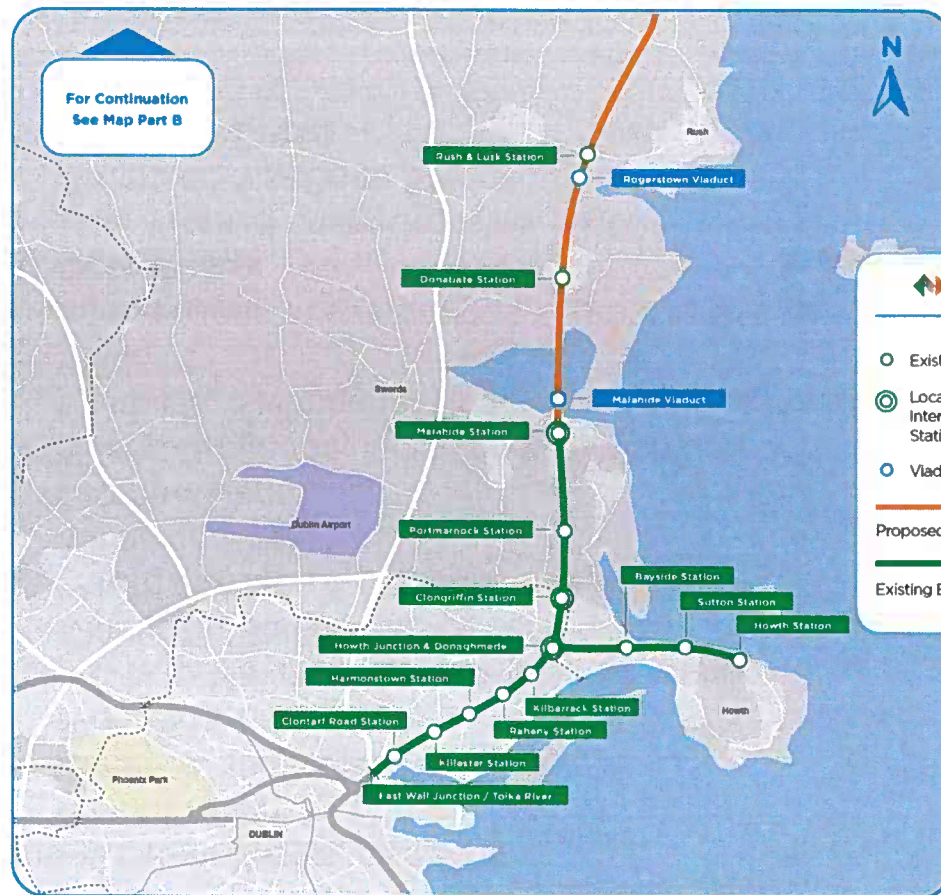 For Continuation
See Map Part B
N
Rush
Rush & Lusk Station
Rogerstown Viaduct
Donabate Station
Swords
Malahide Viaduct
Malahide Station
Dublin Airport
Portmarnock Station
Clongriffin Station
Bayside Station
Sutton Station
Howth Station
Howth Junction & Donaghmede
Harmonstown Station
Kilbarrack Station
Howth
Clontarf Road Station
Raheny Station
Killester Station
Phoenix Park
East Wall Junction / Tolka River
DUBLIN
Exist
Loca
Inter
Stati
Viad
Proposed
Existing E